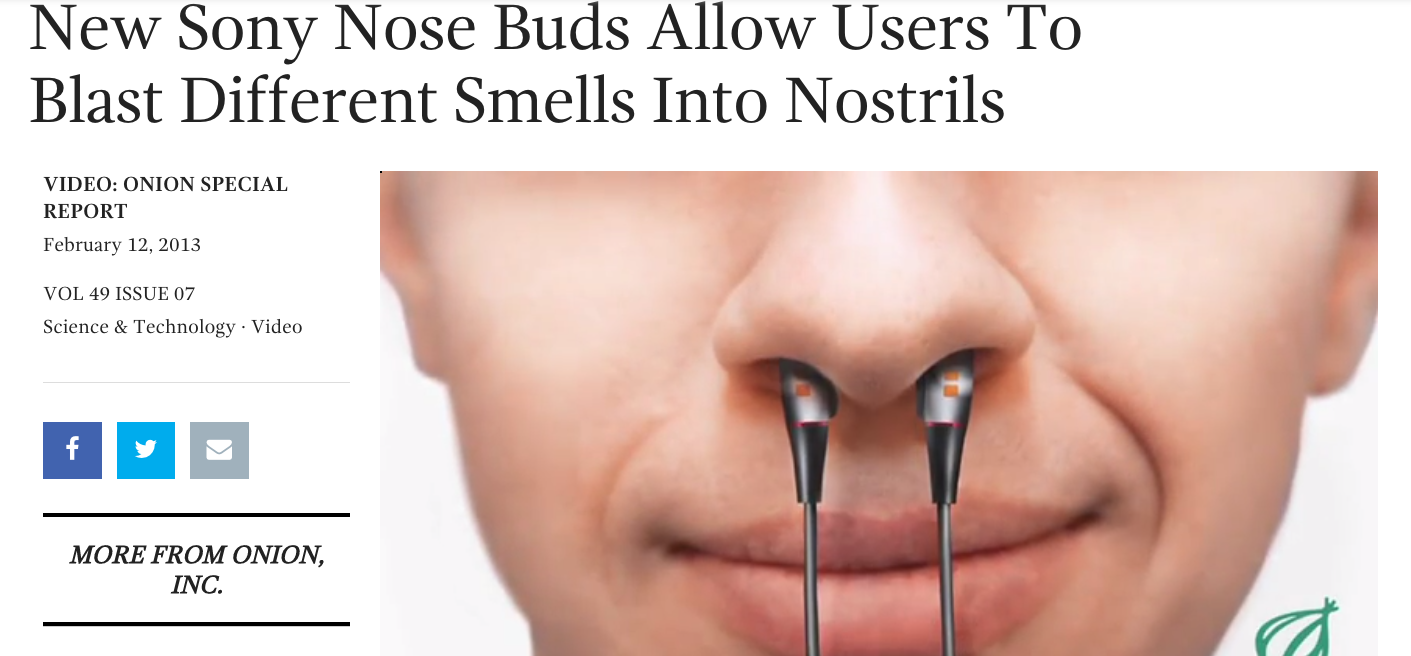 New Sony Nose Buds Allow Users To
Blast Different Smells Into Nostrils
VIDEO: ONION SPECIAL
REPORT
February 12, 2013
VOL 49 ISSUE 07
Science & Technology · Video
MORE FROM ONION,
INC.